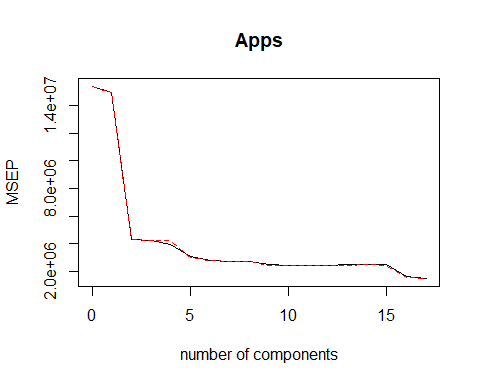 Apps
MSEP
1.4e+07
8.0e+06
2.0e+06
0 5 10 15
number of components